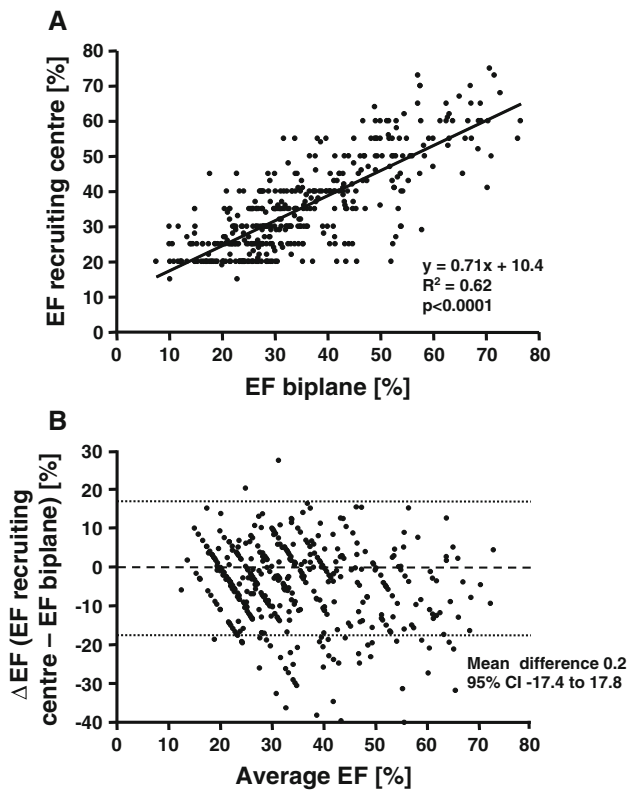 A
EF recruiting centre [%]
80
70
60
50
40
30
20
10
0
y = 0.71x + 10.4
R² = 0.62
p<0.0001
0 10 20 30 40 50 60 70 80
EF biplane [%]
B
Δ EF (EF recruiting
centre – EF biplane) [%]
30
20
10
0
-10
-20
-30
-40
Mean difference 0.2
95% CI -17.4 to 17.8
0 10 20 30 40 50 60 70 80
Average EF [%]